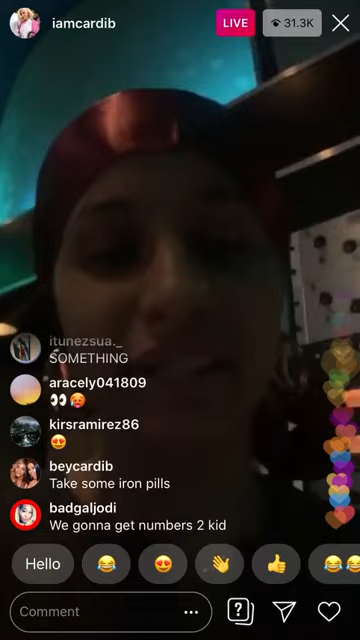 iamcardib
LIVE
31.3K
itunezsua._
SOMETHING
aracely041809
👀🥵
kirsramirez86
😍
beycardib
Take some iron pills
badgaljodi
We gonna get numbers 2 kid
Hello
Comment